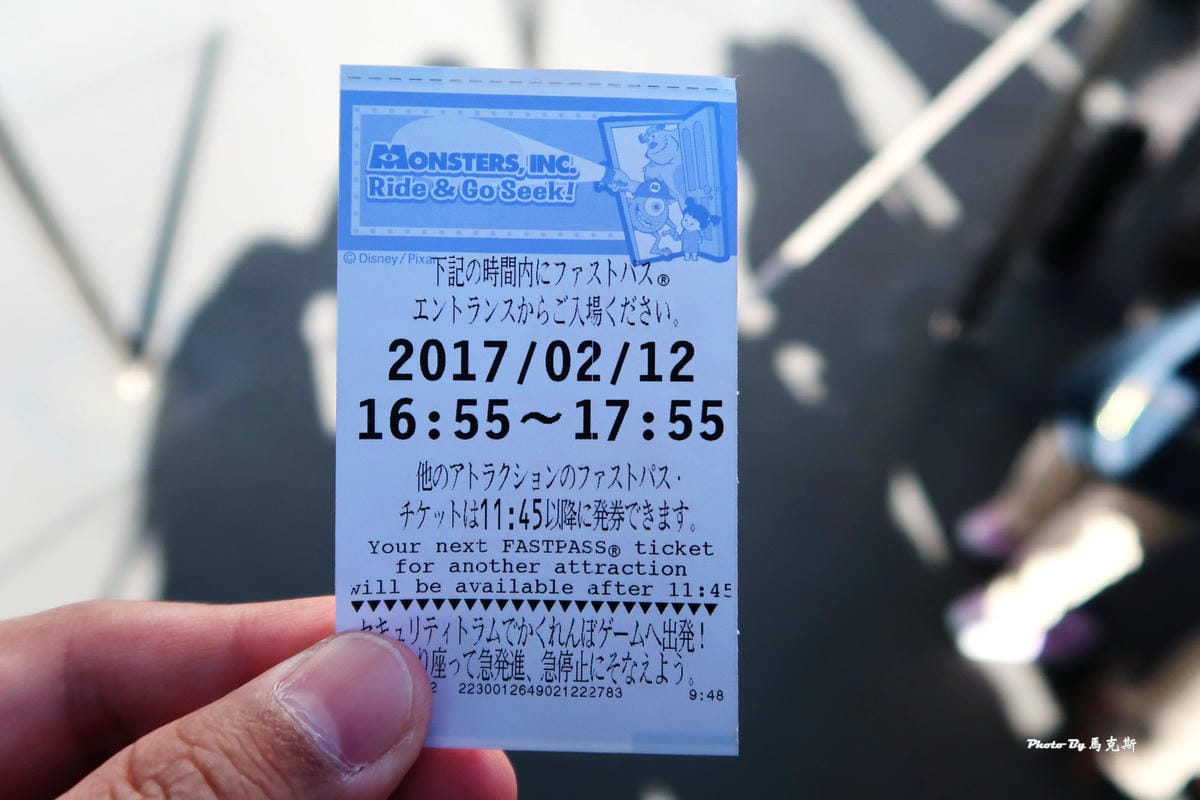 MONSTERS, INC.
Ride & Go Seek!
©Disney/Pixa
下記の時間内にファストパス®
エントランスからご入場ください。
2017/02/12
16:55～17:55
他のアトラクションのファストパス・
チケットは11:45以降に発券できます。
Your next FASTPASS® ticket
for another attraction
will be available after 11:45
▼▼▼▼▼▼▼▼▼▼▼▼▼▼▼▼▼▼▼▼▼▼▼
セキュリティトラムでかくれんぼゲームへ出発!
り座って急発進、急停止にそなえよう。
2 2230012649021222783 9:48
Photo By 馬克斯